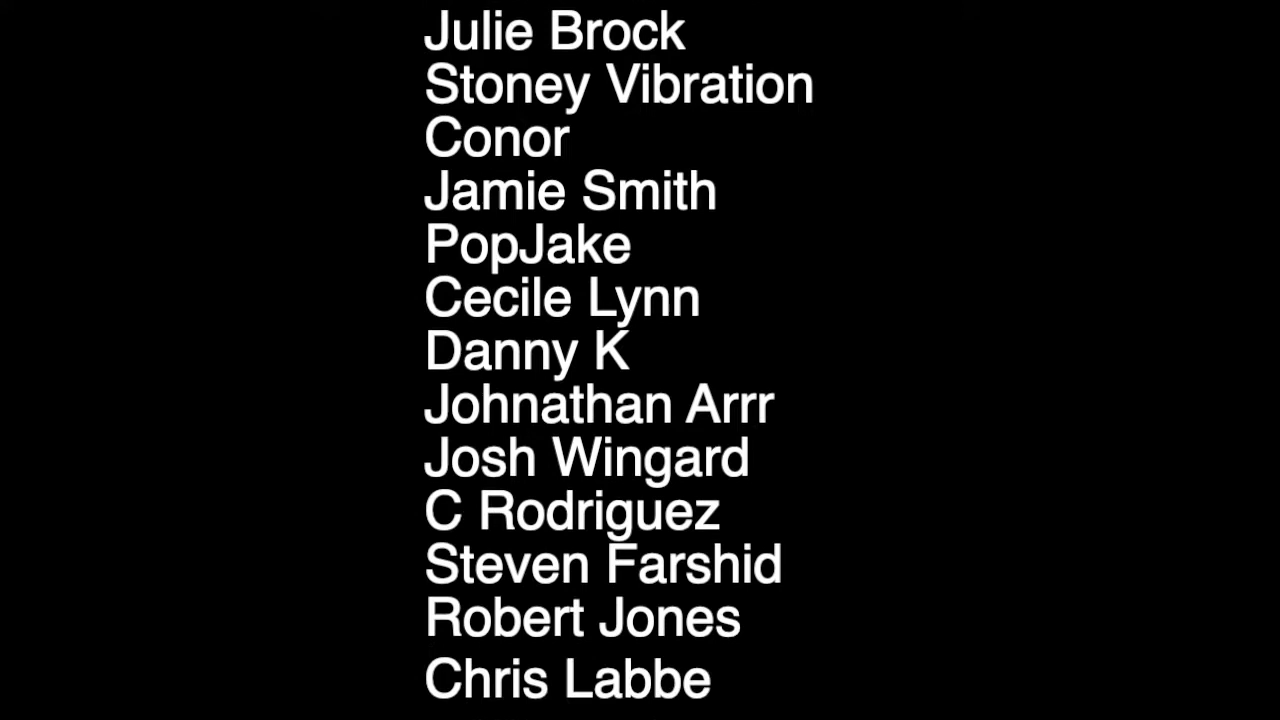 Julie Brock
Stoney Vibration
Conor
Jamie Smith
PopJake
Cecile Lynn
Danny K
Johnathan Arrr
Josh Wingard
C Rodriguez
Steven Farshid
Robert Jones
Chris Labbe